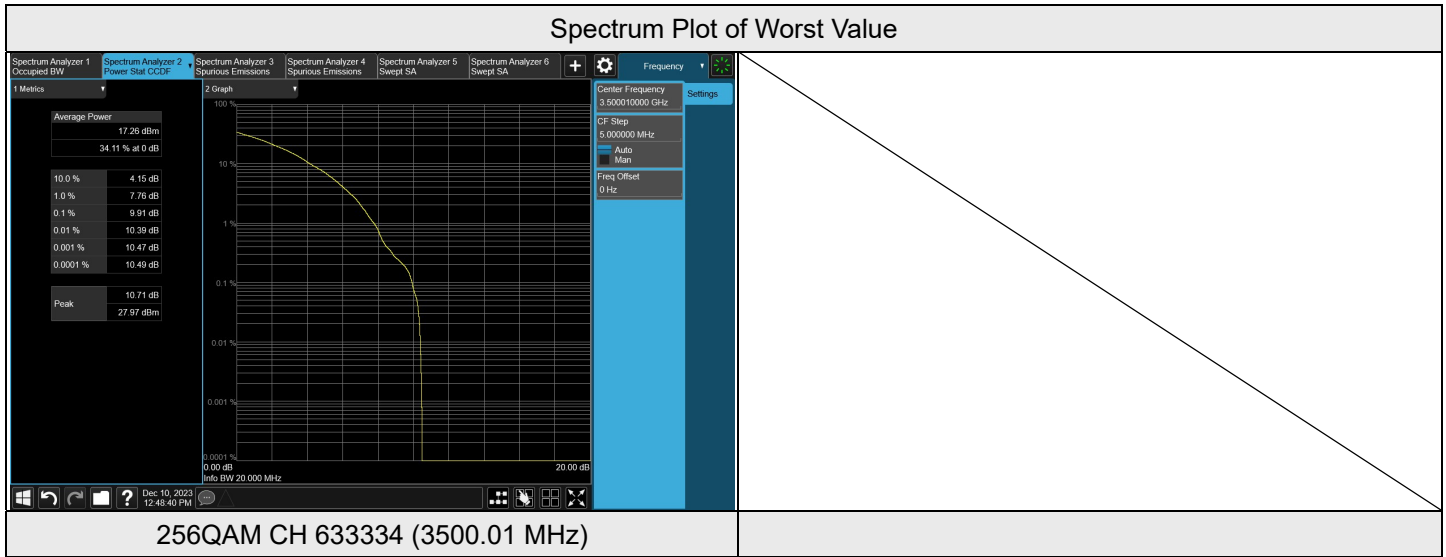 Spectrum Plot of Worst Value
Spectrum Analyzer 1
Occupied BW
Spectrum Analyzer 2
Power Stat CCDF
Spectrum Analyzer 3
Spurious Emissions
Spectrum Analyzer 4
Spurious Emissions
Spectrum Analyzer 5
Swept SA
Spectrum Analyzer 6
Swept SA
+
Frequency
1 Metrics
Average Power
17.26 dBm
34.11 % at 0 dB
10.0 % 4.15 dB
1.0 % 7.76 dB
0.1 % 9.91 dB
0.01 % 10.39 dB
0.001 % 10.47 dB
0.0001 % 10.49 dB
Peak 10.71 dB
27.97 dBm
2 Graph
100 %
10 %
1 %
0.1 %
0.01 %
0.001 %
0.0001 %
0.00 dB 20.00 dB
Info BW 20.000 MHz
Center Frequency
3.500010000 GHz
Settings
CF Step
5.000000 MHz
Auto
Man
Freq Offset
0 Hz
?
Dec 10, 2023
12:48:40 PM
256QAM CH 633334 (3500.01 MHz)